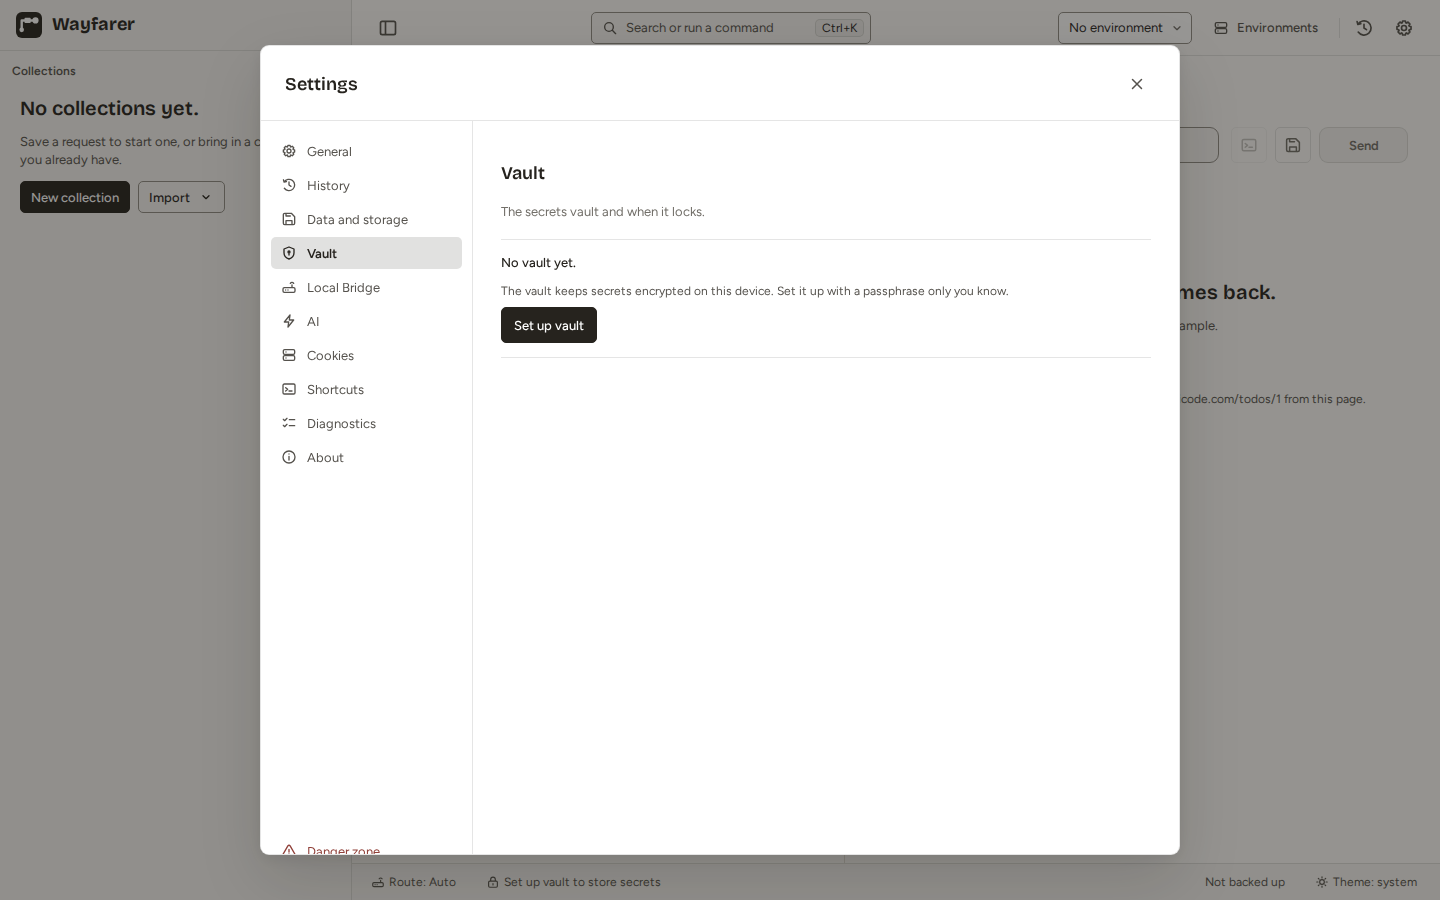 Wayfarer
Search or run a command
Ctrl+K
No environment
Environments
Collections
No collections yet.
Save a request to start one, or bring in a c
you already have.
New collection
Import
Settings
General
History
Data and storage
Vault
Local Bridge
AI
Cookies
Shortcuts
Diagnostics
About
Danger zone
Vault
The secrets vault and when it locks.
No vault yet.
The vault keeps secrets encrypted on this device. Set it up with a passphrase only you know.
Set up vault
Send
mes back.
ample.
code.com/todos/1 from this page.
Route: Auto
Set up vault to store secrets
Not backed up
Theme: system